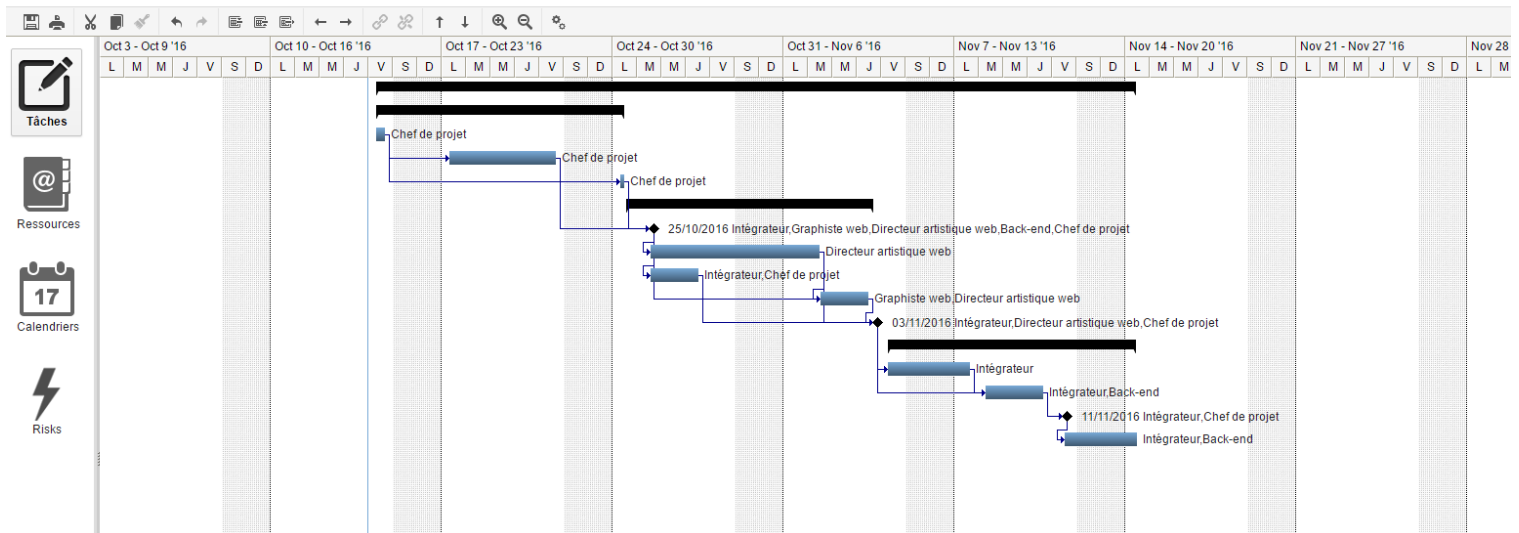 Oct 3 - Oct 9 '16 Oct 10 - Oct 16 '16 Oct 17 - Oct 23 '16 Oct 24 - Oct 30 '16 Oct 31 - Nov 6 '16 Nov 7 - Nov 13 '16 Nov 14 - Nov 20 '16 Nov 21 - Nov 27 '16 Nov 28
L M M J V S D L M M J V S D L M M J V S D L M M J V S D L M M J V S D L M M J V S D L M M J V S D L M M J V S D L M
Tâches
Chef de projet
Chef de projet
@
Chef de projet
Ressources
25/10/2016 Intégrateur,Graphiste web,Directeur artistique web,Back-end,Chef de projet
Directeur artistique web
Intégrateur,Chef de projet
17
Graphiste web,Directeur artistique web
Calendriers
03/11/2016 Intégrateur,Directeur artistique web,Chef de projet
Intégrateur
Intégrateur,Back-end
11/11/2016 Intégrateur,Chef de projet
Risks
Intégrateur,Back-end